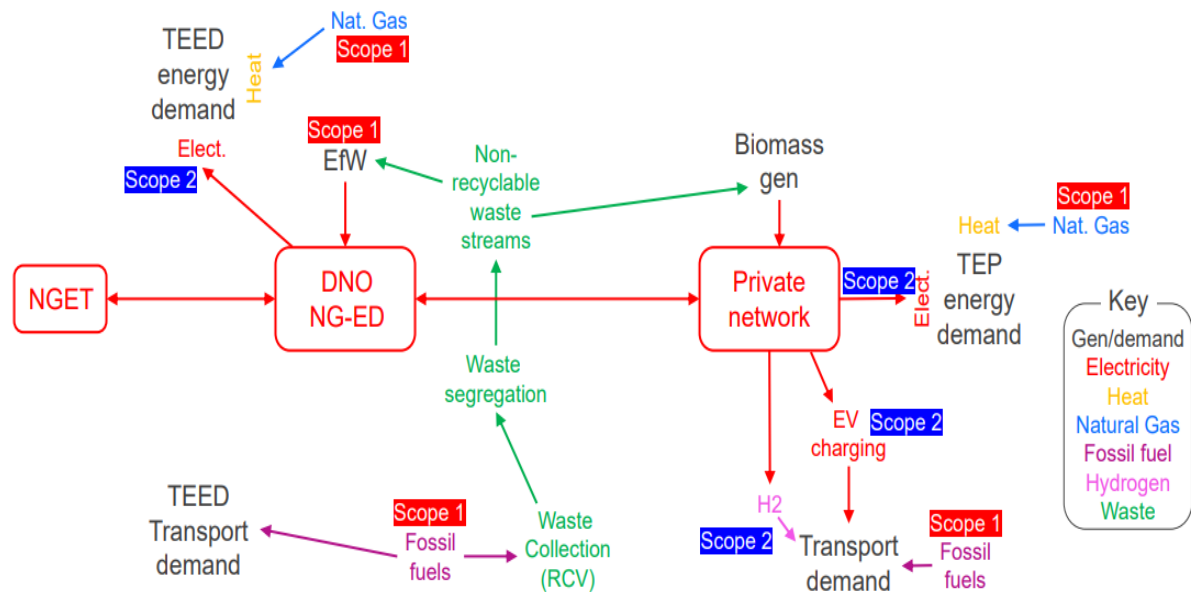 Nat. Gas
Scope 1
TEED
energy
demand
Heat
Elect.
Scope 2
Scope 1
EfW
Non-
recyclable
waste
streams
Biomass
gen
Scope 1
Heat
Nat. Gas
NGET
DNO
NG-ED
Private
network
Scope 2
Elect.
TEP
energy
demand
Key
Gen/demand
Electricity
Heat
Natural Gas
Fossil fuel
Hydrogen
Waste
Waste
segregation
EV
charging
Scope 2
TEED
Transport
demand
Scope 1
Fossil
fuels
Waste
Collection
(RCV)
H2
Scope 2
Transport
demand
Scope 1
Fossil
fuels